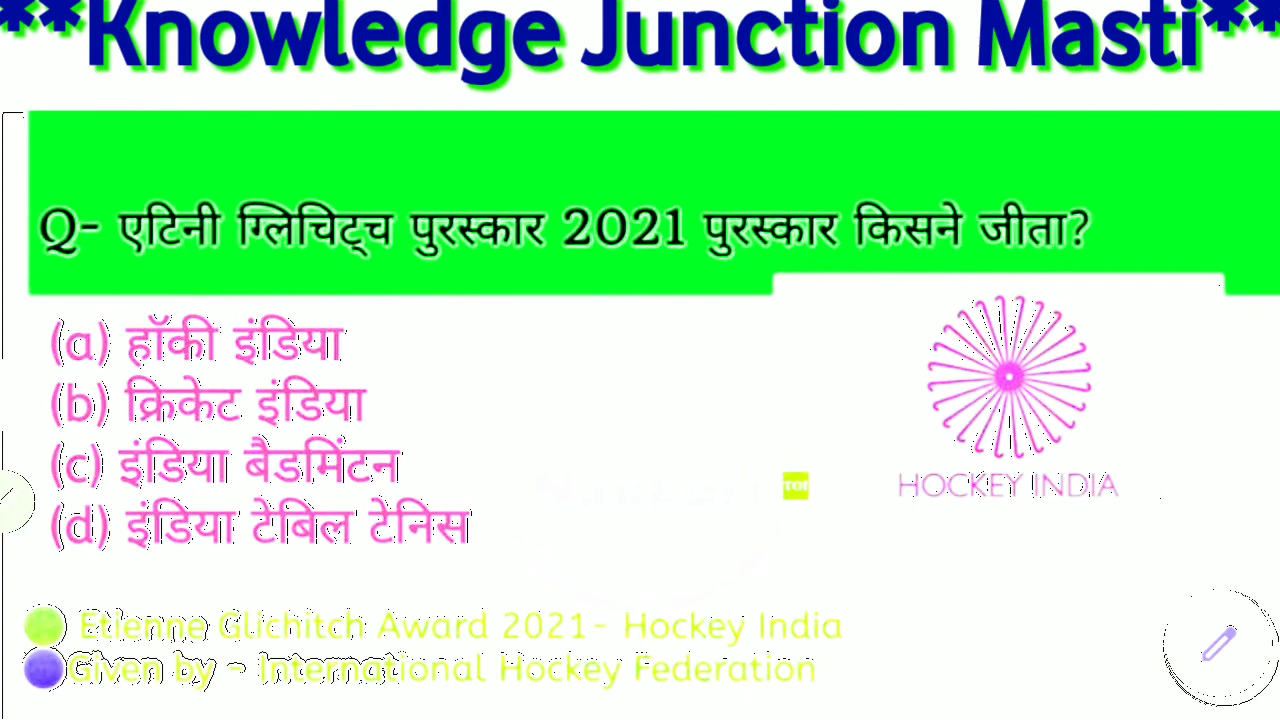 **Knowledge Junction Masti**
Q- एटिनी ग्लिचिट्च पुरस्कार 2021 पुरस्कार किसने जीता?
(a) हॉकी इंडिया
(b) क्रिकेट इंडिया
(c) इंडिया बैडमिंटन
(d) इंडिया टेबिल टेनिस
TOI
HOCKEY INDIA
Etienne Glichitch Award 2021- Hockey India
Given by - International Hockey Federation